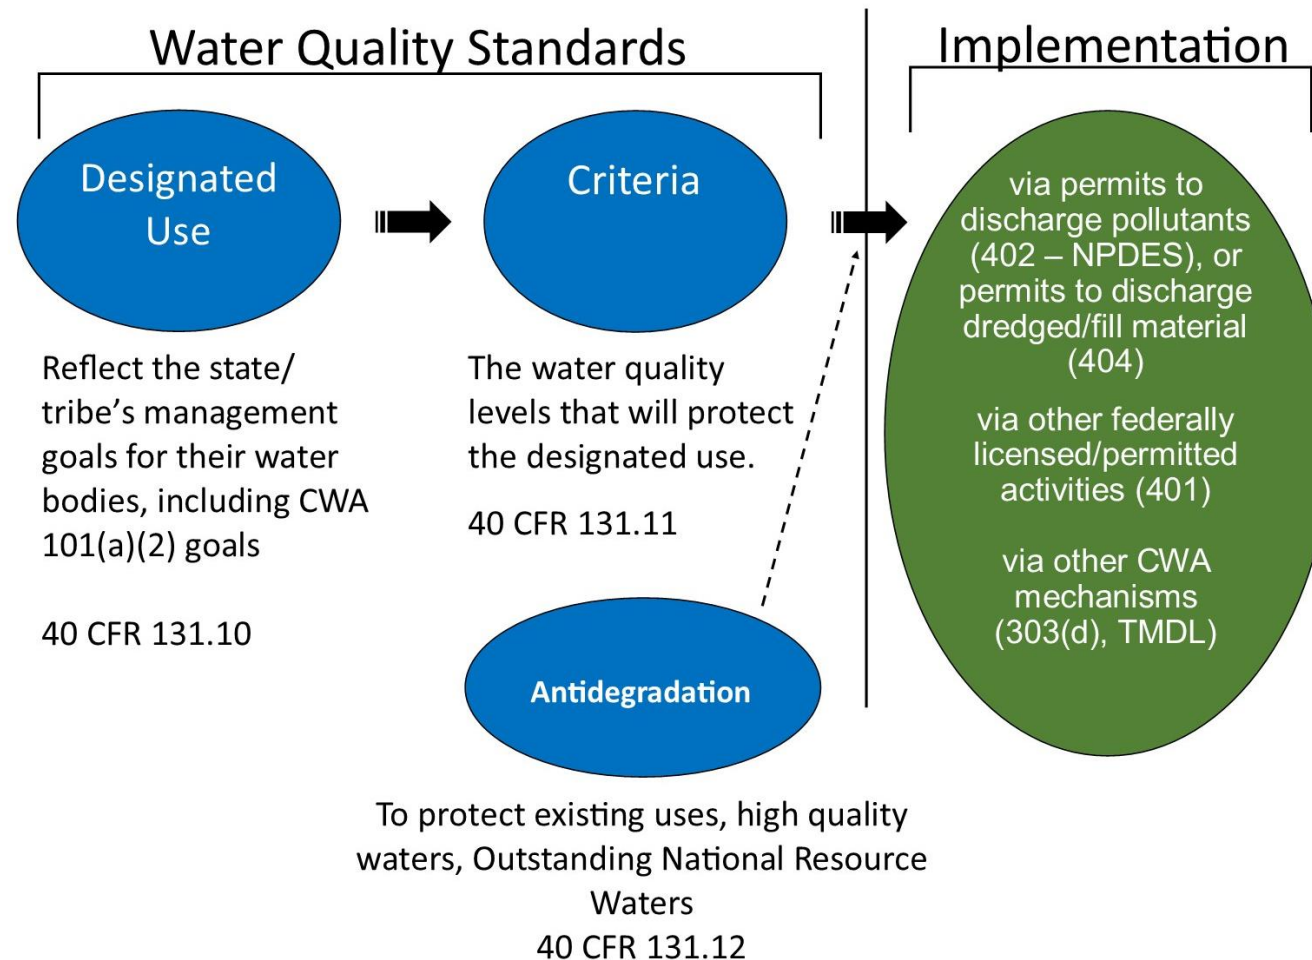 Water Quality Standards
Implementation
Designated
Use
Criteria
Reflect the state/
tribe’s management
goals for their water
bodies, including CWA
101(a)(2) goals
40 CFR 131.10
The water quality
levels that will protect
the designated use.
40 CFR 131.11
Antidegradation
To protect existing uses, high quality
waters, Outstanding National Resource
Waters
40 CFR 131.12
via permits to
discharge pollutants
(402 – NPDES), or
permits to discharge
dredged/fill material
(404)
via other federally
licensed/permitted
activities (401)
via other CWA
mechanisms
(303(d), TMDL)